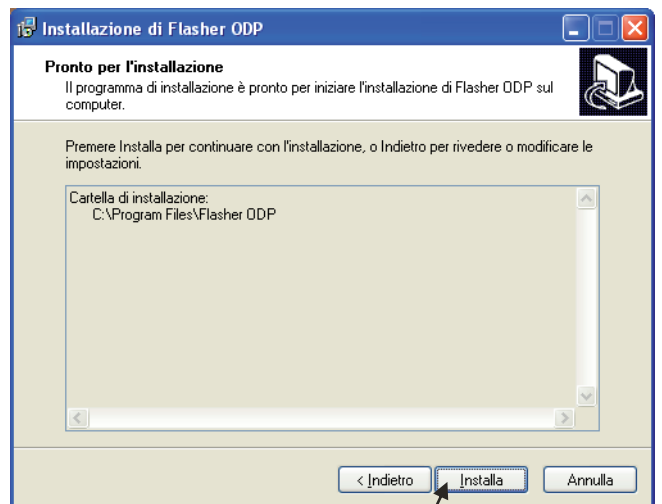 Installazione di Flasher ODP
Pronto per l'installazione
Il programma di installazione è pronto per iniziare l'installazione di Flasher ODP sul
computer.
Premere Installa per continuare con l'installazione, o Indietro per rivedere o modificare le
impostazioni.
Cartella di installazione:
C:\Program Files\Flasher ODP
< Indietro
Installa
Annulla